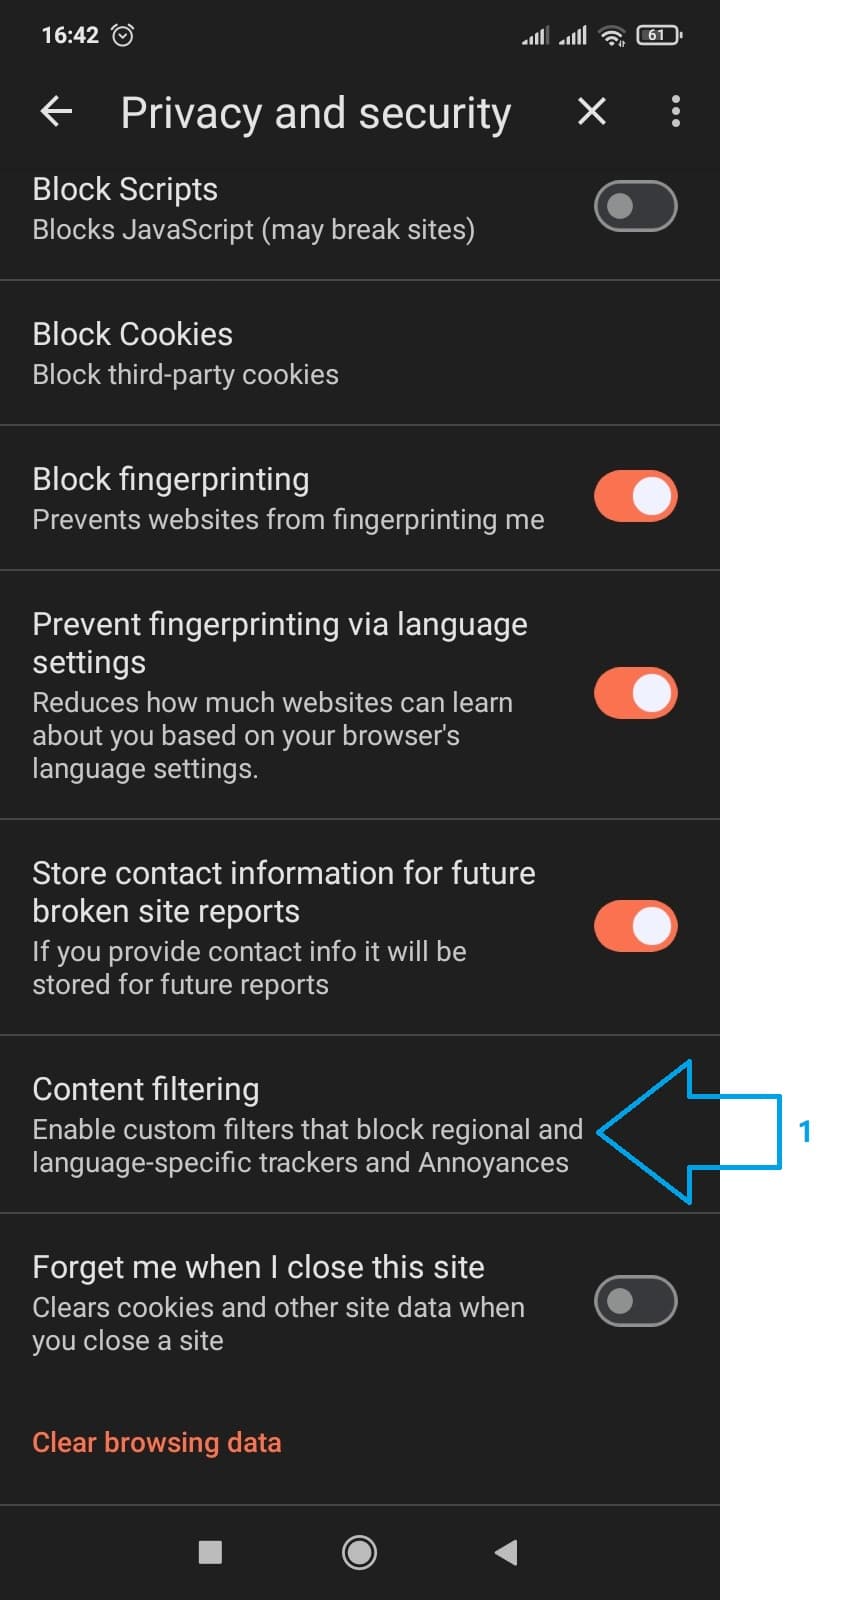 16:42
61
Privacy and security
Block Scripts
Blocks JavaScript (may break sites)
Block Cookies
Block third-party cookies
Block fingerprinting
Prevents websites from fingerprinting me
Prevent fingerprinting via language
settings
Reduces how much websites can learn
about you based on your browser's
language settings.
Store contact information for future
broken site reports
If you provide contact info it will be
stored for future reports
Content filtering
Enable custom filters that block regional and
language-specific trackers and Annoyances
1
Forget me when I close this site
Clears cookies and other site data when
you close a site
Clear browsing data